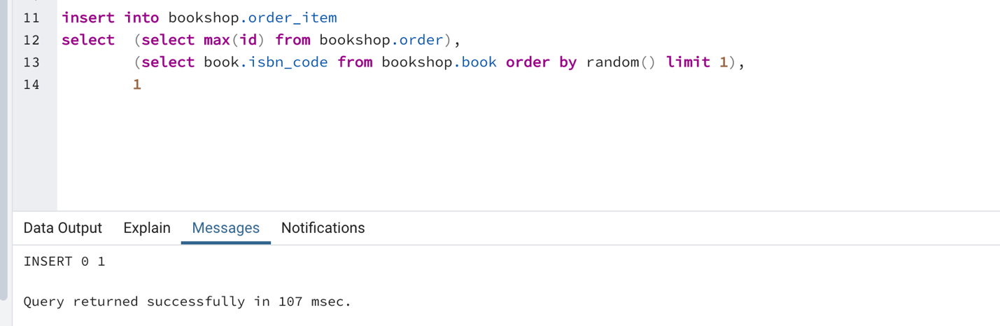 11 insert into bookshop.order_item
12 select (select max(id) from bookshop.order),
13 (select book.isbn_code from bookshop.book order by random() limit 1),
14 1
Data Output Explain Messages Notifications
INSERT 0 1
Query returned successfully in 107 msec.